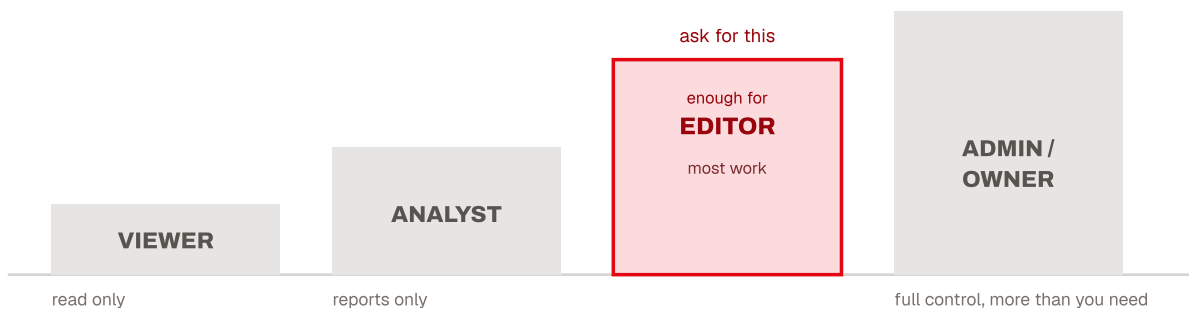 ask for this
enough for
EDITOR
most work
ADMIN /
OWNER
ANALYST
VIEWER
read only
reports only
full control, more than you need